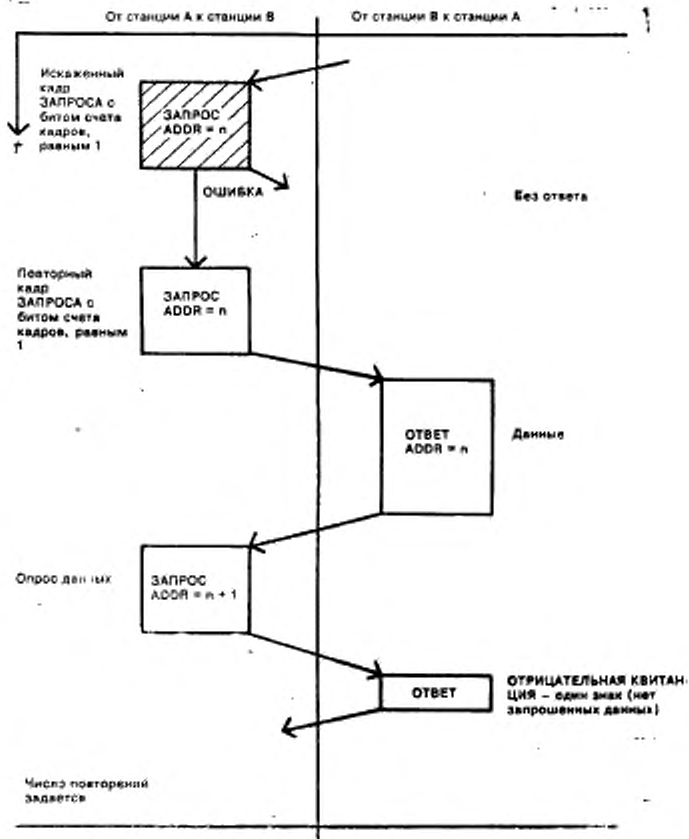 От станции А к станции В
От станции В к станции А
Искаженный
кадр
ЗАПРОСА с
битом счета
кадров,
равным 1
t
ЗАПРОС
ADDR = n
ОШИБКА
Без ответа
Повторный
кадр
ЗАПРОСА с
битом счета
кадров, равным
1
ЗАПРОС
ADDR = n
ОТВЕТ
ADDR = n
Данные
Опрос данных
ЗАПРОС
ADDR = n + 1
ОТВЕТ
ОТРИЦАТЕЛЬНАЯ КВИТАН-
ЦИЯ – один знак (нет
запрошенных данных)
Число повторений
задается